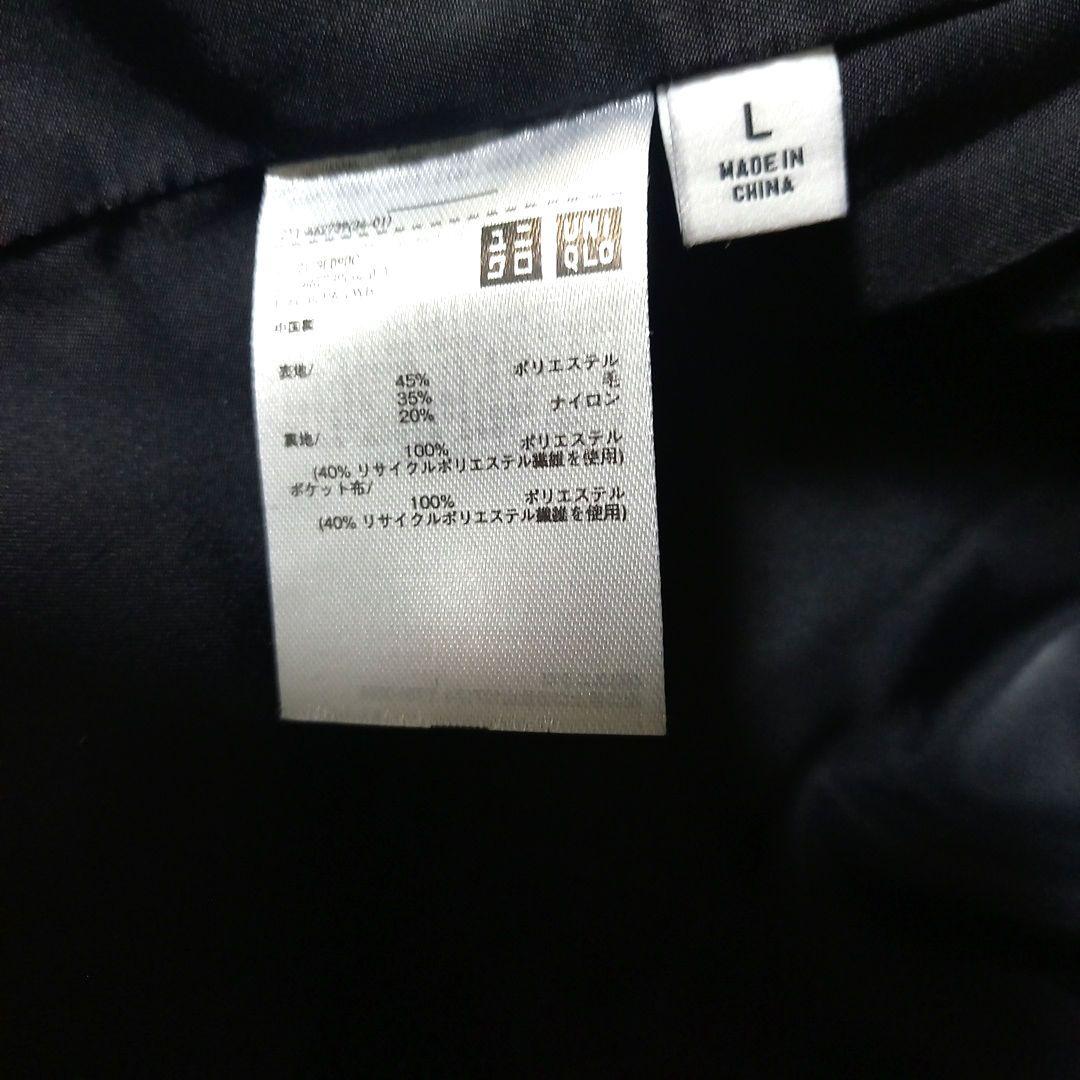 L
MADE IN
CHINA
ユニ
クロ
UNI
QLO
中国製
表地/
45% ポリエステル
35% 毛
20% ナイロン
裏地/
100% ポリエステル
(40% リサイクルポリエステル繊維を使用)
ポケット布/
100% ポリエステル
(40% リサイクルポリエステル繊維を使用)